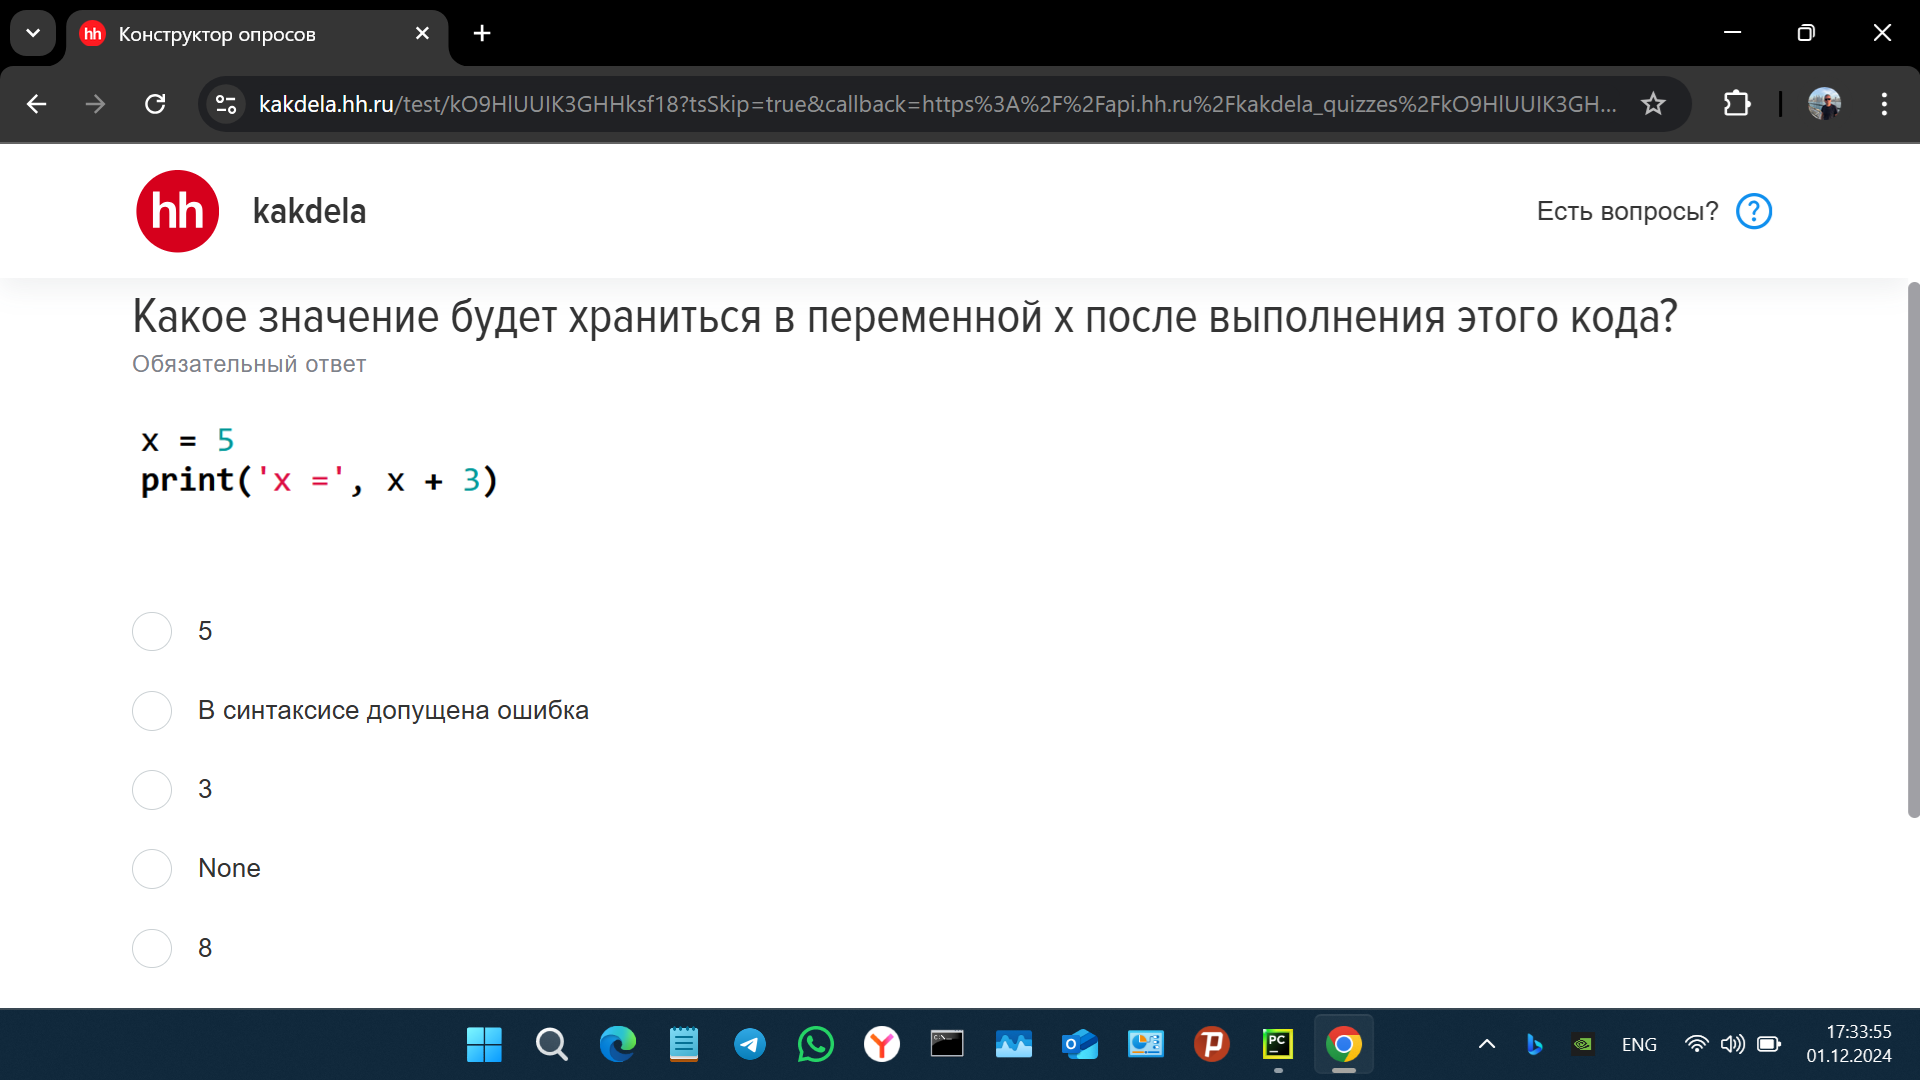 hh Конструктор опросов
kakdela.hh.ru/test/kO9HlUUIK3GHHksf18?tsSkip=true&callback=https%3A%2F%2Fapi.hh.ru%2Fkakdela_quizzes%2FkO9HlUUIK3GH...
hh kakdela
Есть вопросы? ?
Какое значение будет храниться в переменной x после выполнения этого кода?
Обязательный ответ
x = 5
print('x =', x + 3)
5
В синтаксисе допущена ошибка
3
None
8
PC
ENG
17:33:55
01.12.2024